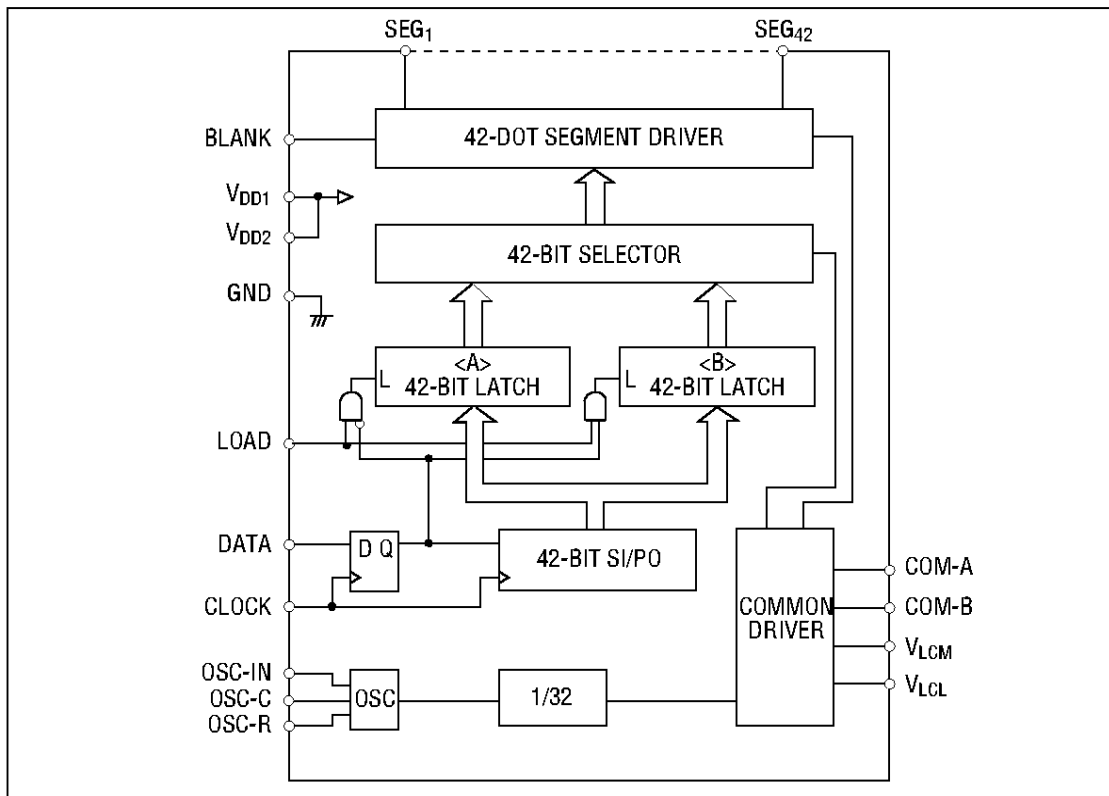 SEG1 SEG42
BLANK
42-DOT SEGMENT DRIVER
VDD1
VDD2
42-BIT SELECTOR
GND
<A>
L 42-BIT LATCH
<B>
L 42-BIT LATCH
LOAD
DATA
D Q
42-BIT SI/PO
CLOCK
COMMON
DRIVER
COM-A
COM-B
VLCM
VLCL
OSC-IN
OSC-C
OSC-R
OSC
1/32